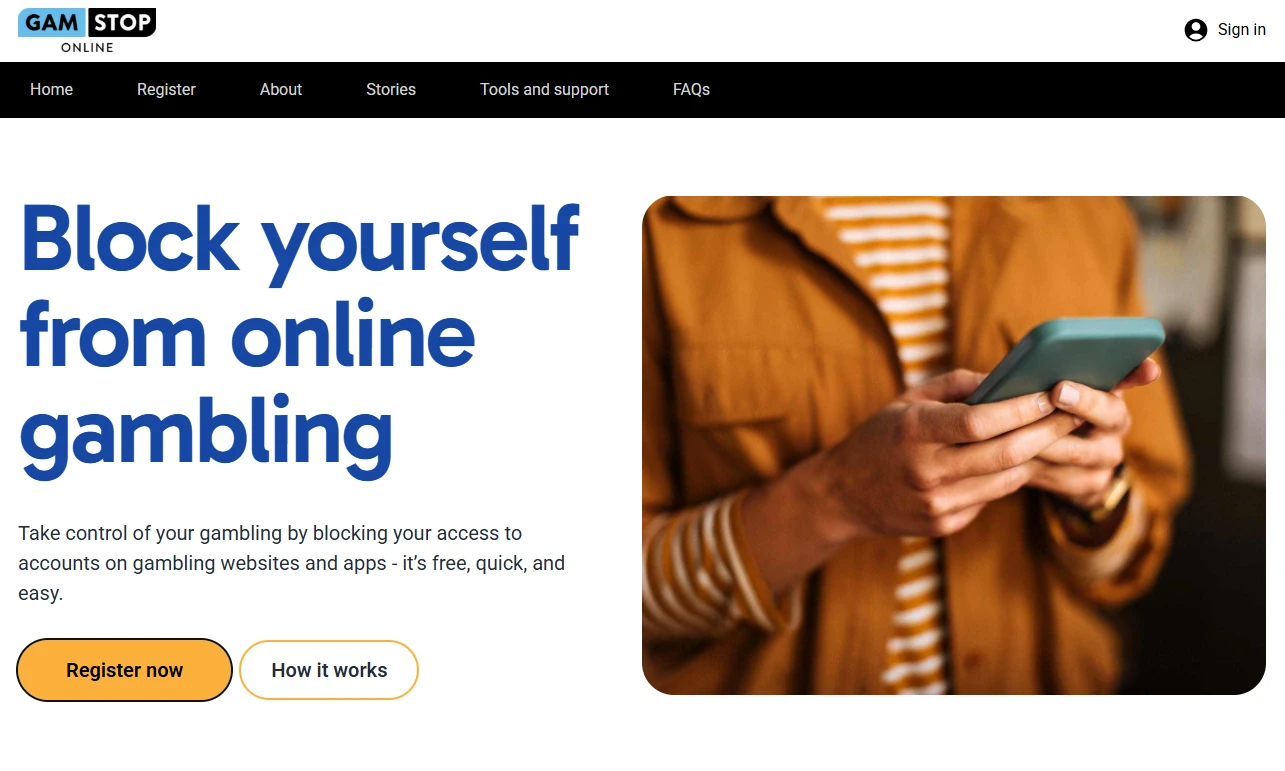 GAM STOP
ONLINE
Sign in
Home Register About Stories Tools and support FAQs
Block yourself
from online
gambling
Take control of your gambling by blocking your access to
accounts on gambling websites and apps - it’s free, quick, and
easy.
Register now How it works